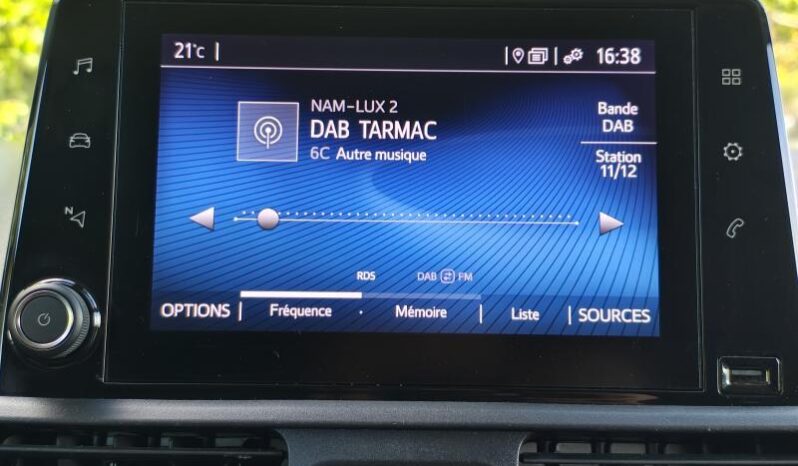 21°C
16:38
NAM-LUX 2
DAB TARMAC
6C Autre musique
Bande
DAB
Station
11/12
RDS
DAB FM
OPTIONS
Fréquence
Mémoire
Liste
SOURCES
N